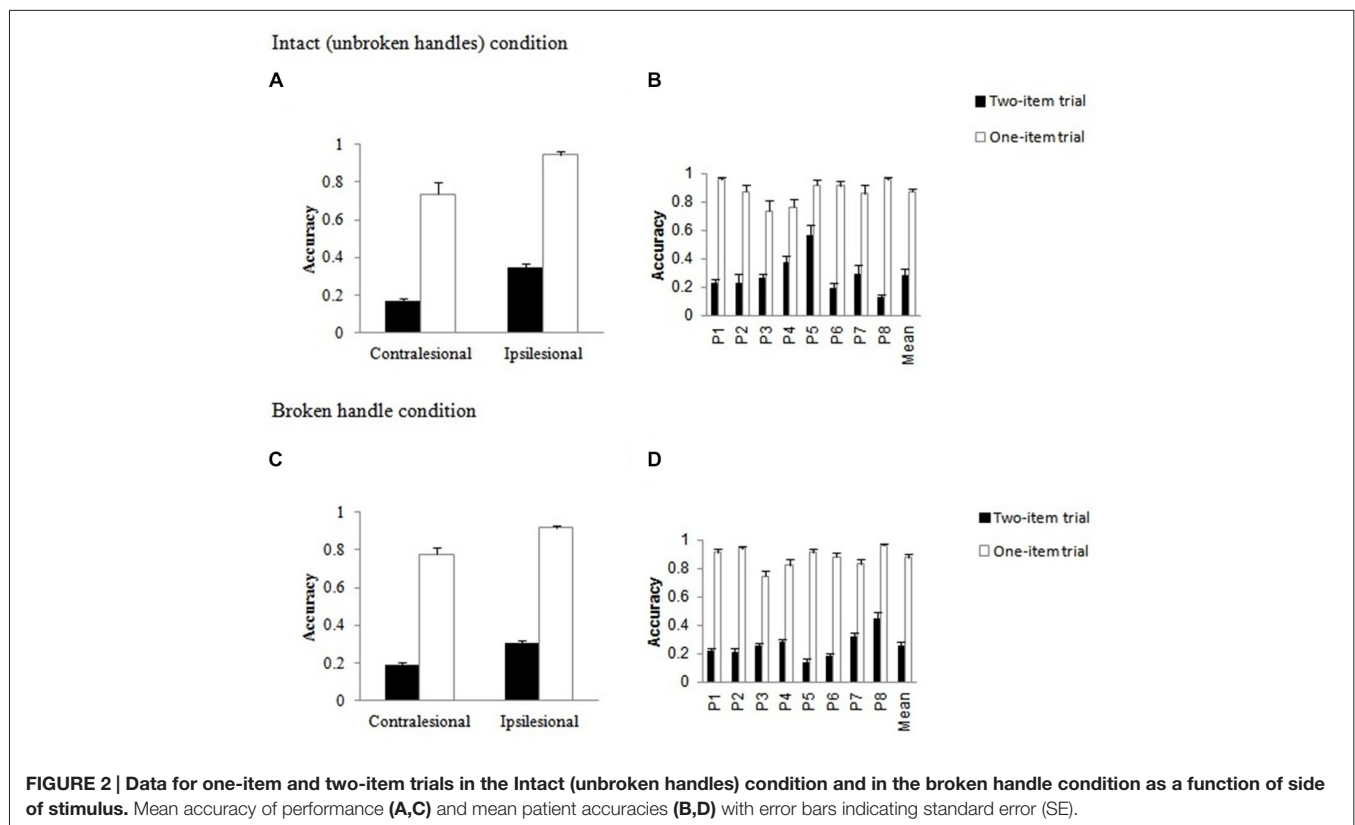 Intact (unbroken handles) condition
A
B
Two-item trial
One-item trial
Accuracy
1
0.8
0.6
0.4
0.2
0
Contralesional Ipsilesional
Accuracy
1
0.8
0.6
0.4
0.2
0
P1 P2 P3 P4 P5 P6 P7 P8 Mean
Broken handle condition
C
D
Two-item trial
One-item trial
Accuracy
1
0.8
0.6
0.4
0.2
0
Contralesional Ipsilesional
Accuracy
1
0.8
0.6
0.4
0.2
0
P1 P2 P3 P4 P5 P6 P7 P8 Mean
FIGURE 2 | Data for one-item and two-item trials in the Intact (unbroken handles) condition and in the broken handle condition as a function of side
of stimulus. Mean accuracy of performance (A,C) and mean patient accuracies (B,D) with error bars indicating standard error (SE).